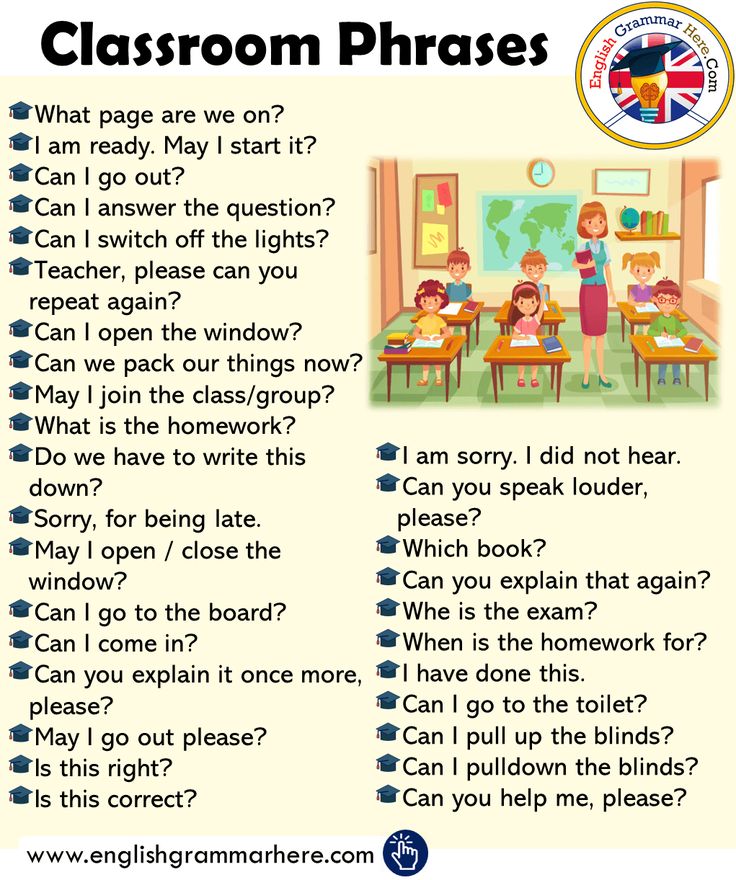 Classroom Phrases
English Grammar Here.Com
What page are we on?
I am ready. May I start it?
Can I go out?
Can I answer the question?
Can I switch off the lights?
Teacher, please can you
repeat again?
Can I open the window?
Can we pack our things now?
May I join the class/group?
What is the homework?
Do we have to write this
down?
Sorry, for being late.
May I open / close the
window?
Can I go to the board?
Can I come in?
Can you explain it once more,
please?
May I go out please?
Is this right?
Is this correct?
I am sorry. I did not hear.
Can you speak louder,
please?
Which book?
Can you explain that again?
Whe is the exam?
When is the homework for?
I have done this.
Can I go to the toilet?
Can I pull up the blinds?
Can I pulldown the blinds?
Can you help me, please?
www.englishgrammarhere.com